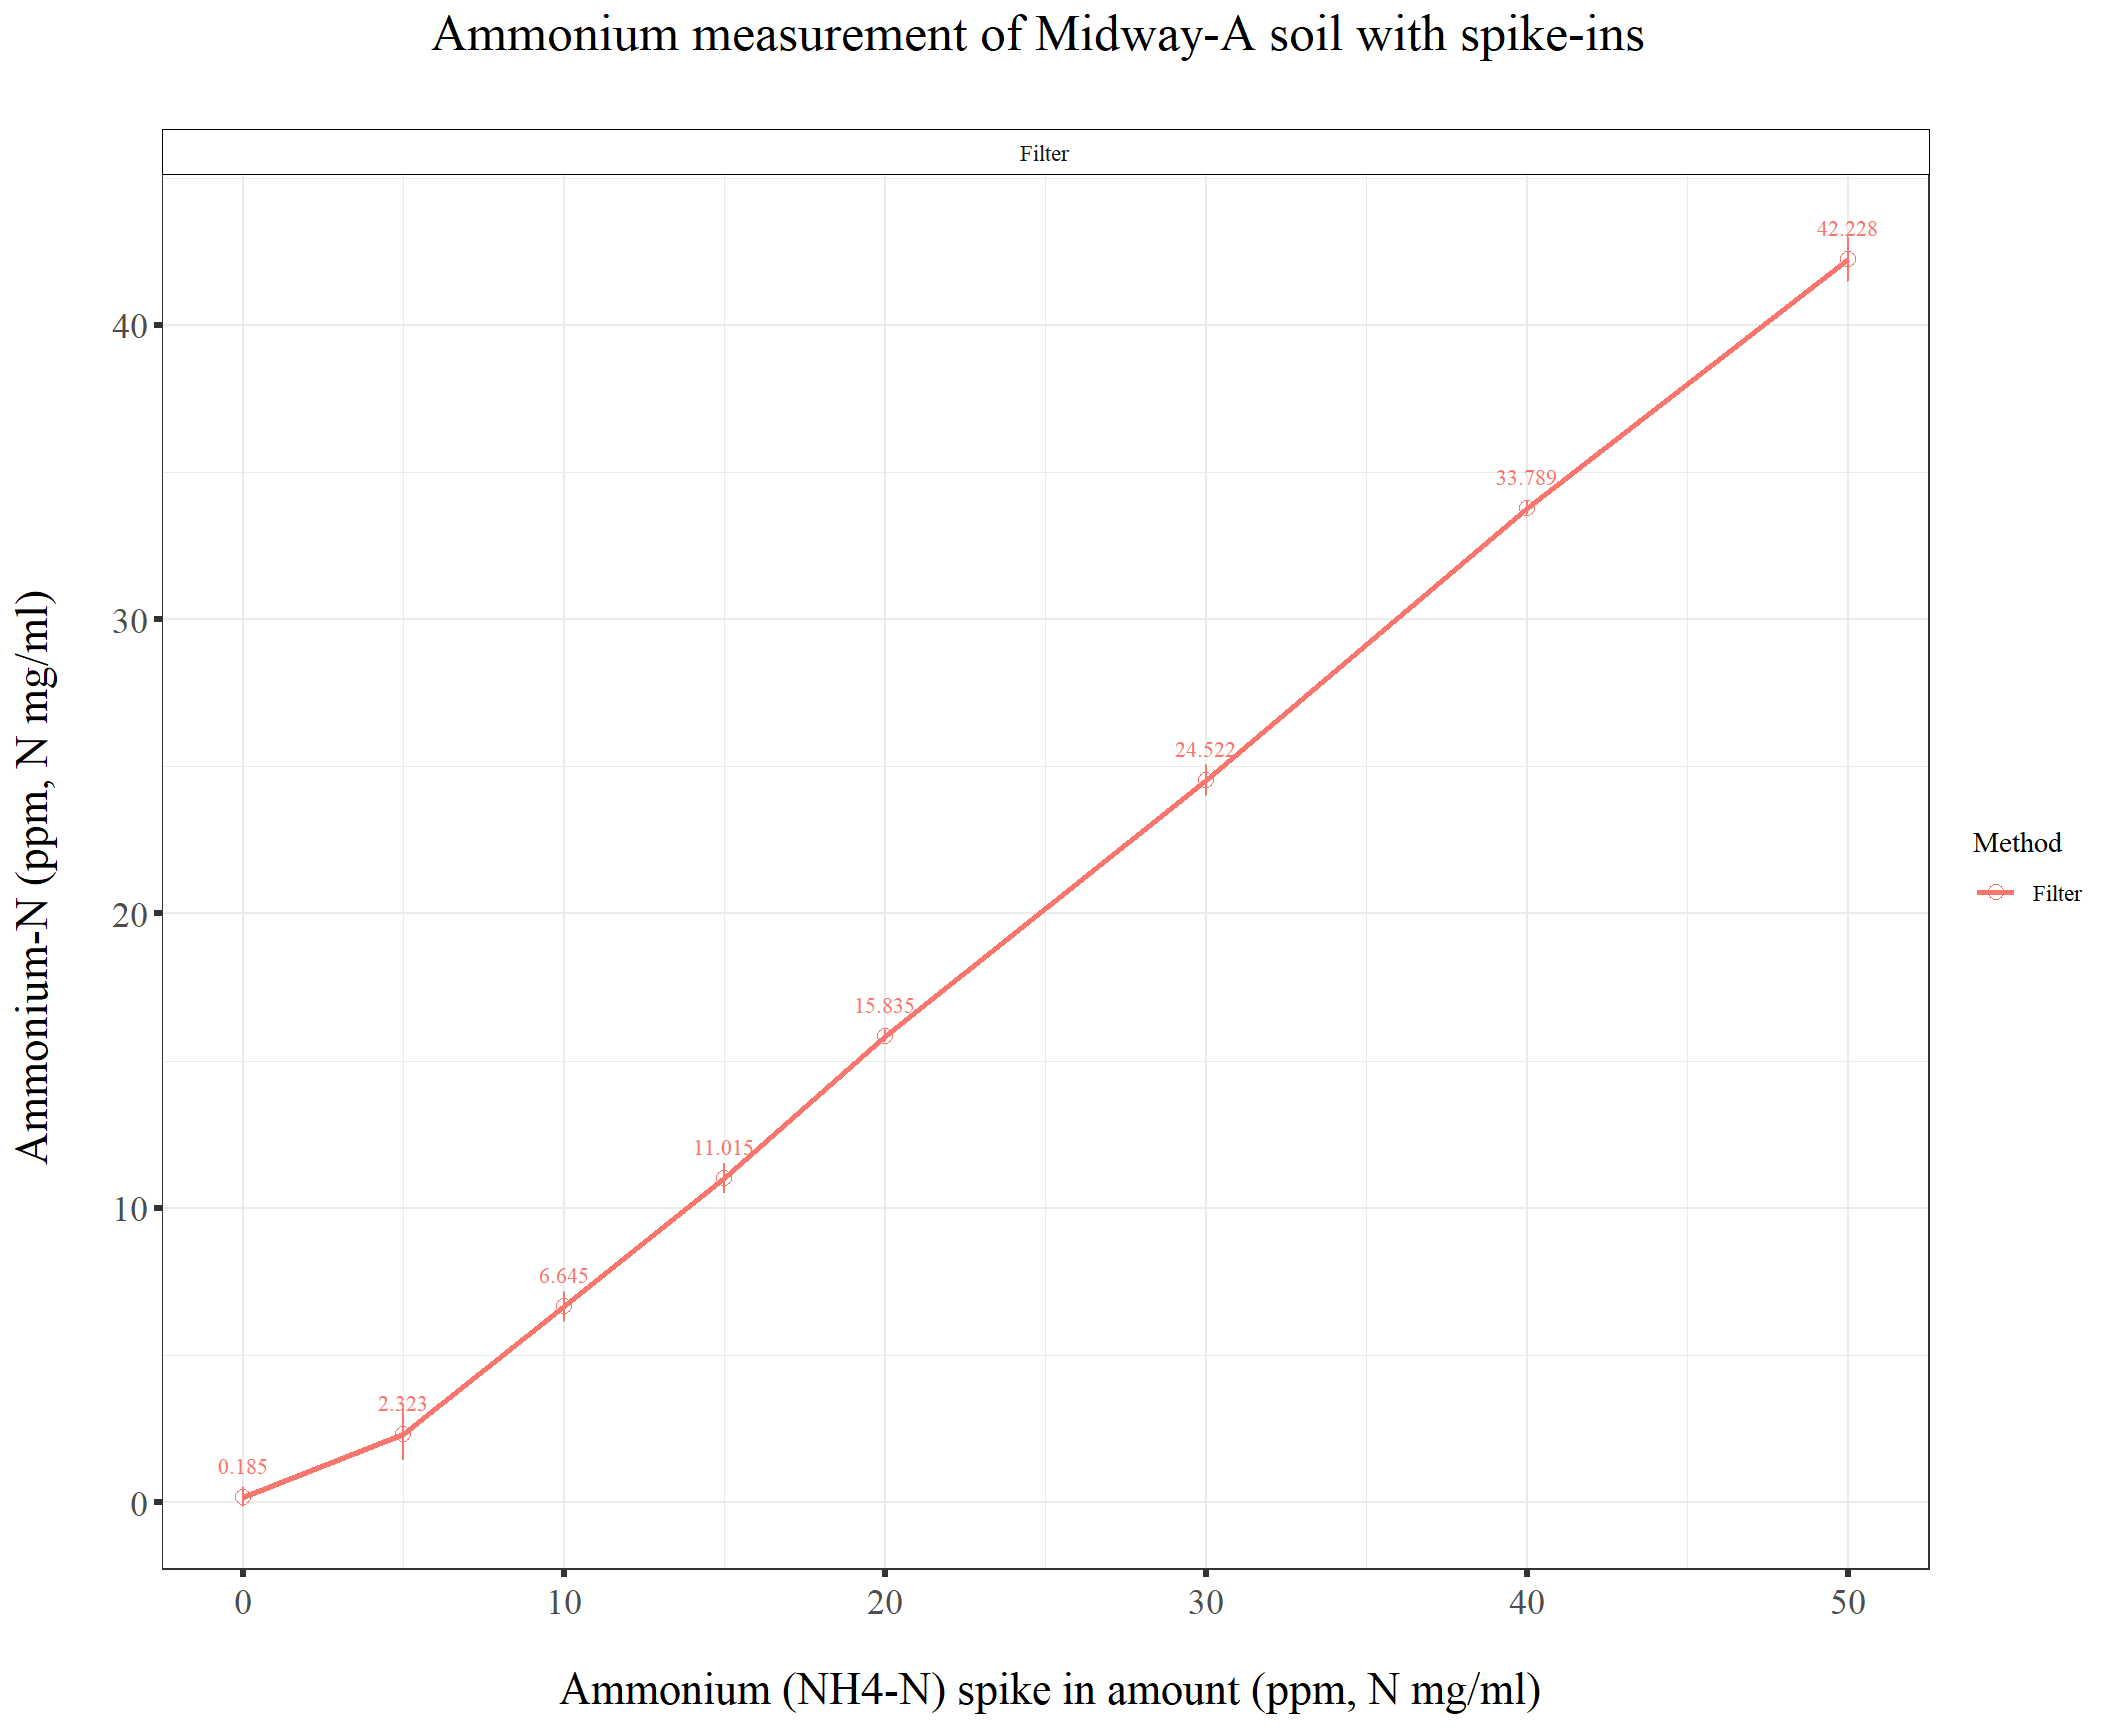 Ammonium measurement of Midway-A soil with spike-ins
Filter
42.228
40
33.789
30
24.522
20
15.835
11.015
10
6.645
2.323
0.185
0
Ammonium-N (ppm, N mg/ml)
Method
Filter
0 10 20 30 40 50
Ammonium (NH4-N) spike in amount (ppm, N mg/ml)